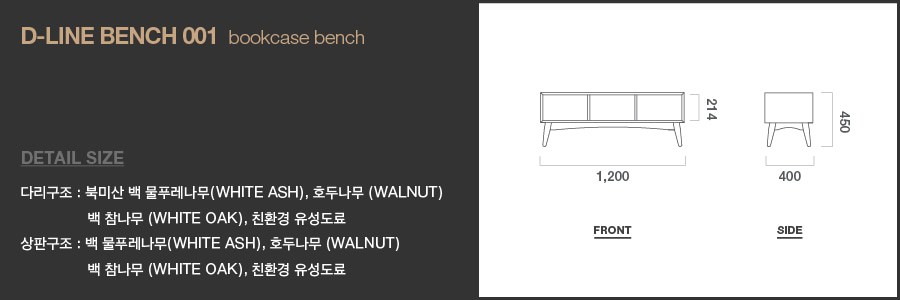 D-LINE BENCH 001 bookcase bench
DETAIL SIZE
다리구조 : 북미산 백 물푸레나무(WHITE ASH), 호두나무 (WALNUT)
백 참나무 (WHITE OAK), 친환경 유성도료
상판구조 : 백 물푸레나무(WHITE ASH), 호두나무 (WALNUT)
백 참나무 (WHITE OAK), 친환경 유성도료
214
450
1,200
400
FRONT
SIDE